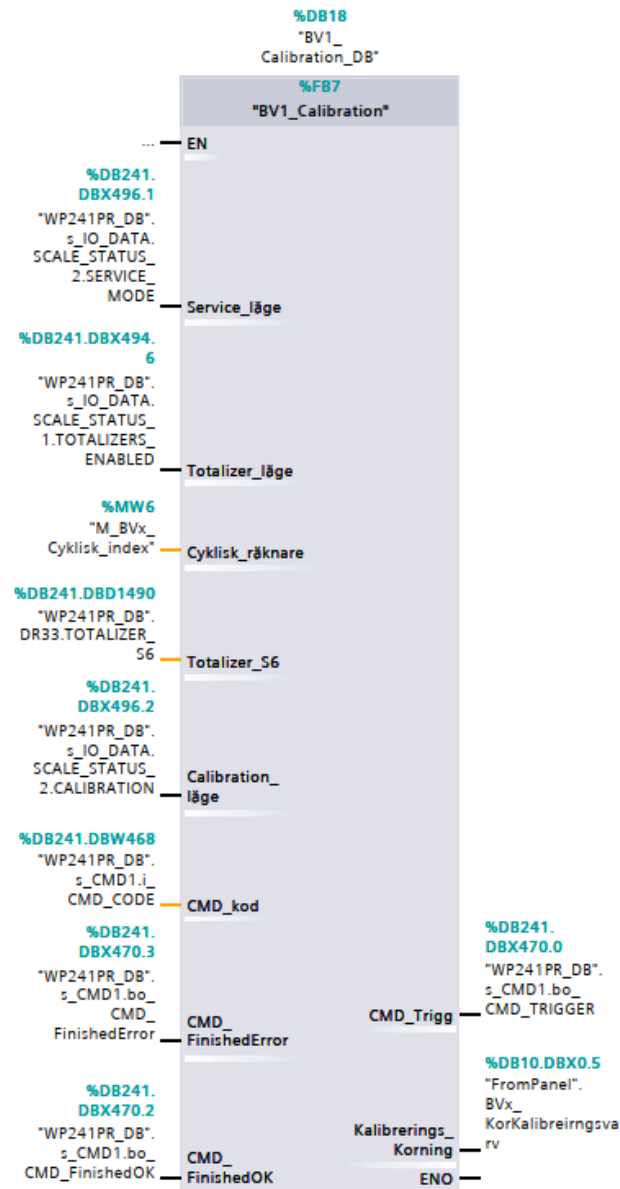 %DB18
"BV1_
Calibration_DB"
%FB7
"BV1_Calibration"
...
EN
%DB241.
DBX496.1
"WP241PR_DB".
s_IO_DATA.
SCALE_STATUS_
2.SERVICE_
MODE
Service_läge
%DB241.DBX494.
6
"WP241PR_DB".
s_IO_DATA.
SCALE_STATUS_
1.TOTALIZERS_
ENABLED
Totalizer_läge
%MW6
"M_BVx_
Cyklisk_index"
Cyklisk_räknare
%DB241.DBD1490
"WP241PR_DB".
DR33.TOTALIZER_
S6
Totalizer_S6
%DB241.
DBX496.2
"WP241PR_DB".
s_IO_DATA.
SCALE_STATUS_
2.CALIBRATION
Calibration_
läge
%DB241.DBW468
"WP241PR_DB".
s_CMD1.i_
CMD_CODE
CMD_kod
%DB241.
DBX470.3
"WP241PR_DB".
s_CMD1.bo_
CMD_
FinishedError
CMD_
FinishedError
%DB241.
DBX470.2
"WP241PR_DB".
s_CMD1.bo_
CMD_FinishedOK
CMD_
FinishedOK
CMD_Trigg
%DB241.
DBX470.0
"WP241PR_DB".
s_CMD1.bo_
CMD_TRIGGER
Kalibrerings_
Korning
%DB10.DBX0.5
"FromPanel".
BVx_
KorKalibreirngsva
rv
ENO